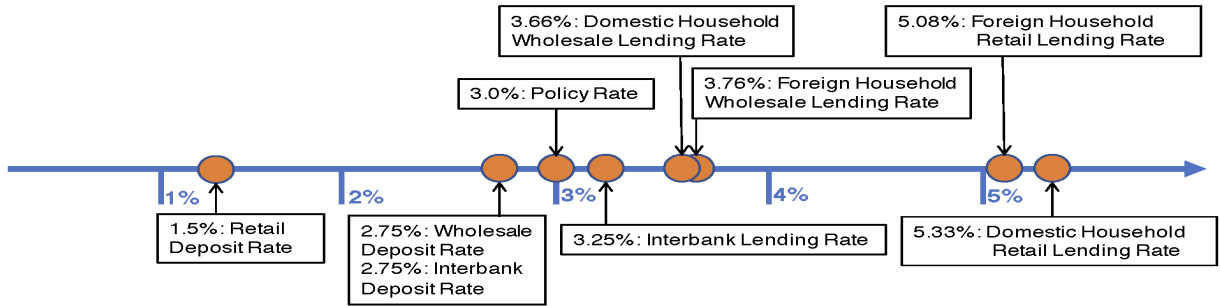 3.66%: Domestic Household
Wholesale Lending Rate
5.08%: Foreign Household
Retail Lending Rate
3.0%: Policy Rate
3.76%: Foreign Household
Wholesale Lending Rate
1%
2%
3%
4%
5%
1.5%: Retail
Deposit Rate
2.75%: Wholesale
Deposit Rate
2.75%: Interbank
Deposit Rate
3.25%: Interbank Lending Rate
5.33%: Domestic Household
Retail Lending Rate